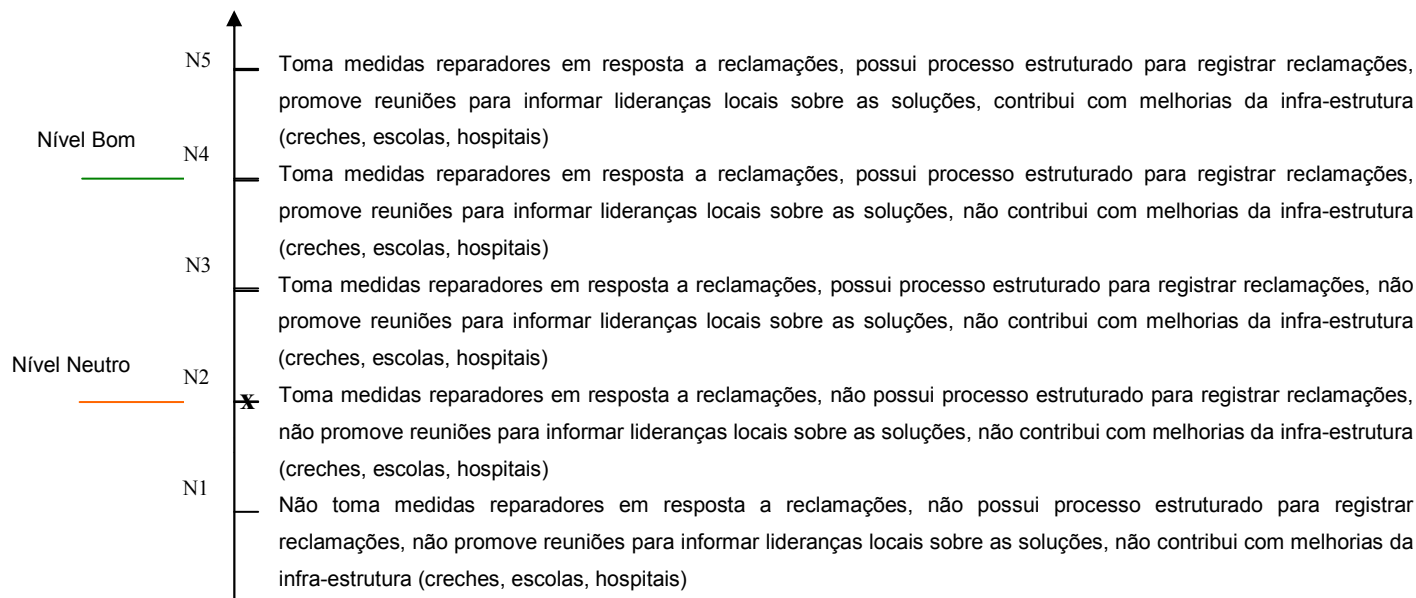 N5
Toma medidas reparadores em resposta a reclamações, possui processo estruturado para registrar reclamações,
promove reuniões para informar lideranças locais sobre as soluções, contribui com melhorias da infra-estrutura
(creches, escolas, hospitais)
Nível Bom
N4
Toma medidas reparadores em resposta a reclamações, possui processo estruturado para registrar reclamações,
promove reuniões para informar lideranças locais sobre as soluções, não contribui com melhorias da infra-estrutura
(creches, escolas, hospitais)
N3
Toma medidas reparadores em resposta a reclamações, possui processo estruturado para registrar reclamações, não
promove reuniões para informar lideranças locais sobre as soluções, não contribui com melhorias da infra-estrutura
(creches, escolas, hospitais)
Nível Neutro
N2
x
Toma medidas reparadores em resposta a reclamações, não possui processo estruturado para registrar reclamações,
não promove reuniões para informar lideranças locais sobre as soluções, não contribui com melhorias da infra-estrutura
(creches, escolas, hospitais)
N1
Não toma medidas reparadores em resposta a reclamações, não possui processo estruturado para registrar
reclamações, não promove reuniões para informar lideranças locais sobre as soluções, não contribui com melhorias da
infra-estrutura (creches, escolas, hospitais)